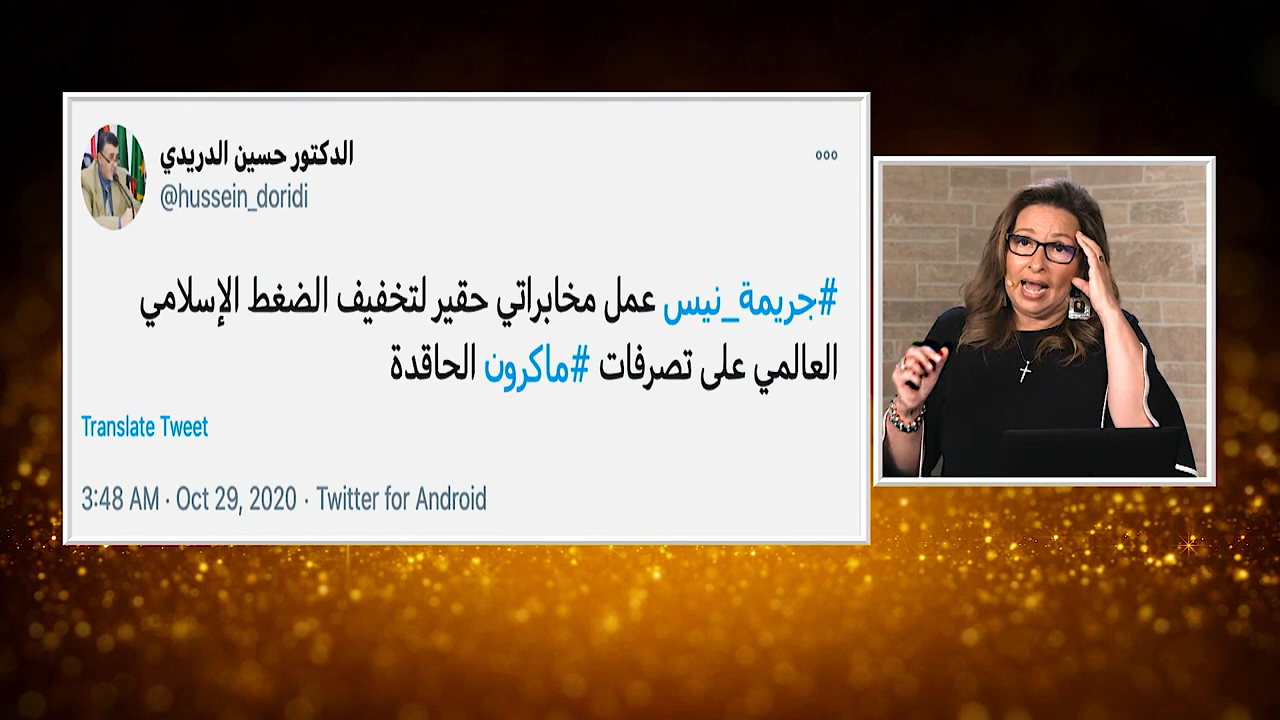 الدكتور حسين الدريدي
@hussein_doridi
#جريمة_نيس عمل مخابراتي حقير لتخفيف الضغط الإسلامي
العالمي على تصرفات #ماكرون الحاقدة
Translate Tweet
3:48 AM · Oct 29, 2020 · Twitter for Android